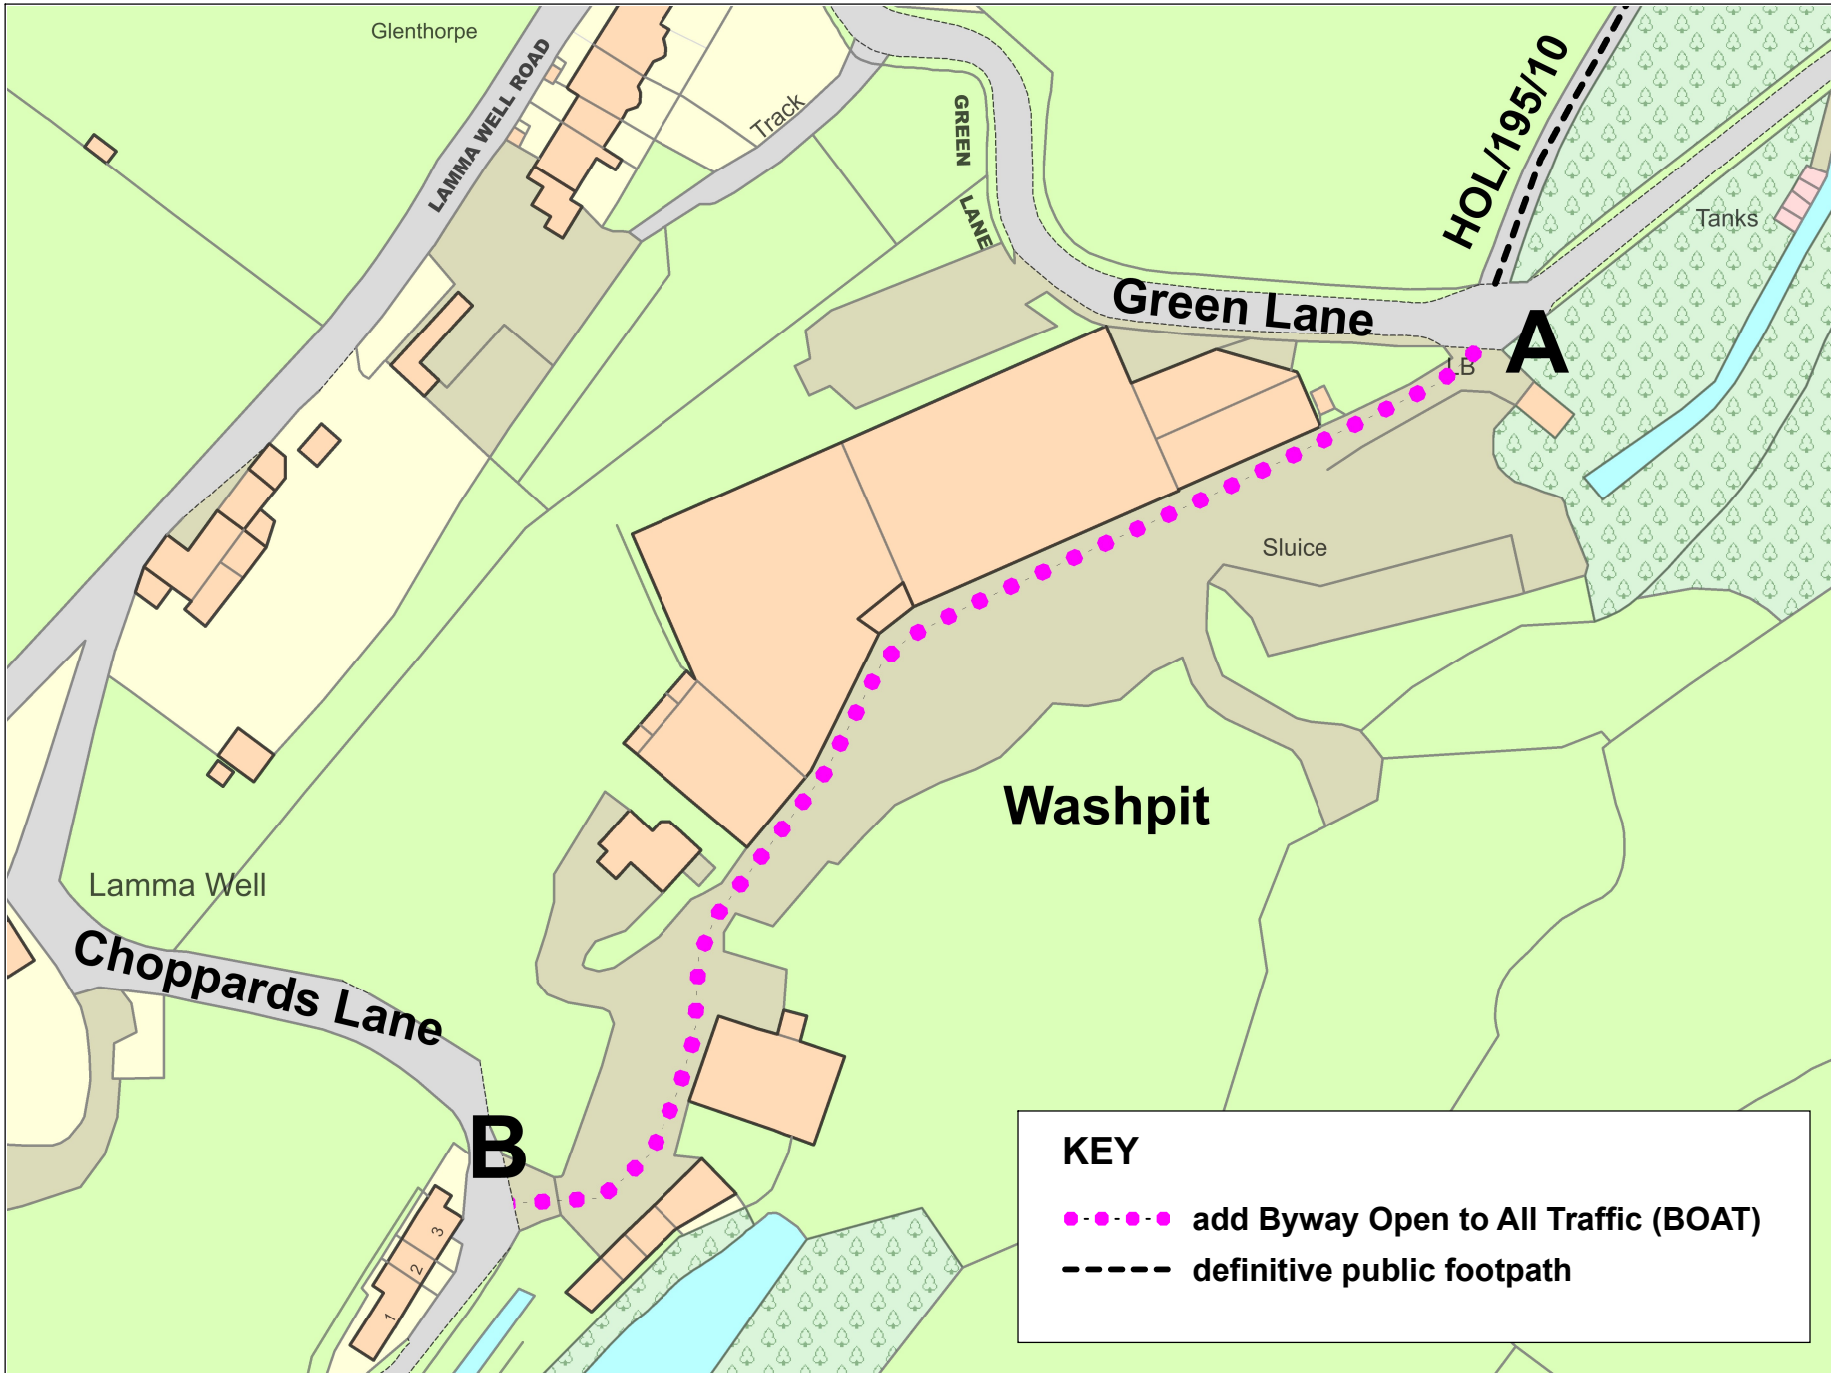 Glenthorpe
LAMMA WELL ROAD
Track
GREEN LANE
HOL/195/10
Tanks
Green Lane
A
LB
Sluice
Washpit
Lamma Well
Choppards Lane
B
3
2
1
KEY
add Byway Open to All Traffic (BOAT)
definitive public footpath